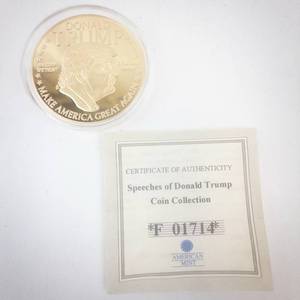 DONALD
TRUMP
★ MAKE AMERICA GREAT AGAIN ★
CERTIFICATE OF AUTHENTICITY
Speeches of Donald Trump
Coin Collection
*F 01714*
AMERICAN
MINT